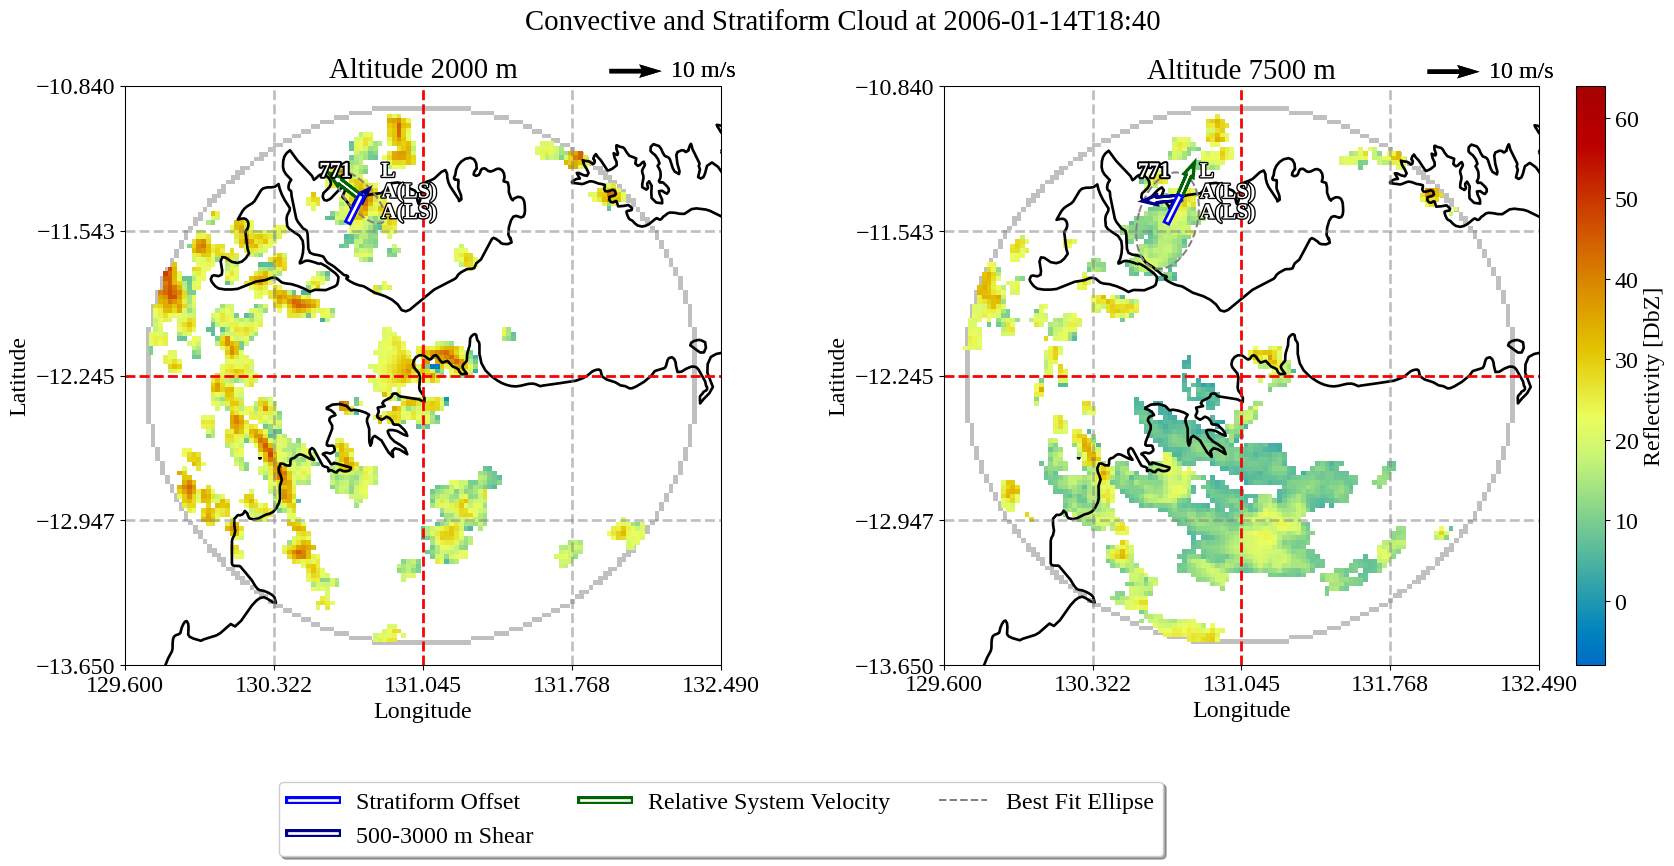 Convective and Stratiform Cloud at 2006-01-14T18:40
Altitude 2000 m
10 m/s
−10.840
−11.543
−12.245
−12.947
−13.650
129.600
130.322
131.045
131.768
132.490
Longitude
Latitude
771
L
A(LS)
A(LS)
Altitude 7500 m
10 m/s
−10.840
−11.543
−12.245
−12.947
−13.650
129.600
130.322
131.045
131.768
132.490
Longitude
Latitude
771
L
A(LS)
A(LS)
60
50
40
30
20
10
0
Reflectivity [DbZ]
Stratiform Offset
500-3000 m Shear
Relative System Velocity
Best Fit Ellipse